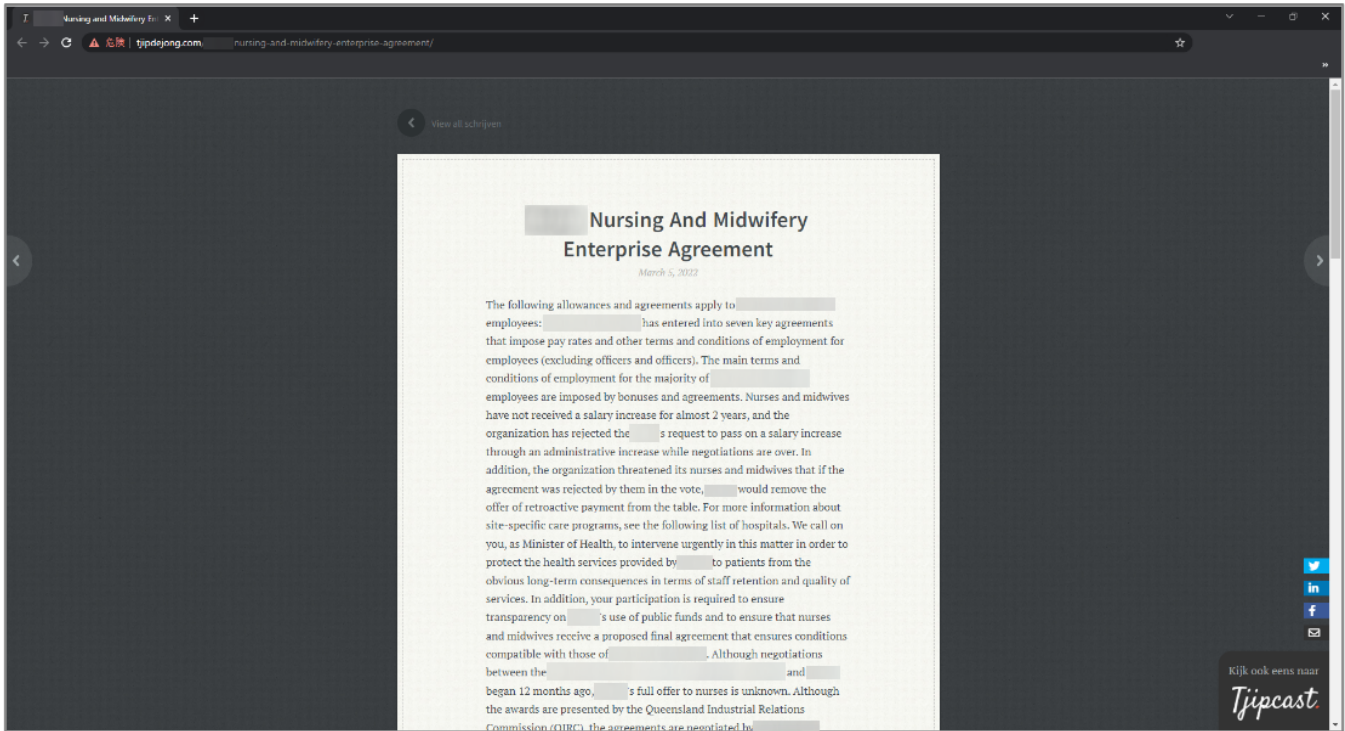 Nursing and Midwifery En
危険 tjipdejong.com/ nursing-and-midwifery-enterprise-agreement/
View all schrijven
Nursing And Midwifery
Enterprise Agreement
March 5, 2022
The following allowances and agreements apply to
employees: has entered into seven key agreements
that impose pay rates and other terms and conditions of employment for
employees (excluding officers and officers). The main terms and
conditions of employment for the majority of
employees are imposed by bonuses and agreements. Nurses and midwives
have not received a salary increase for almost 2 years, and the
organization has rejected the s request to pass on a salary increase
through an administrative increase while negotiations are over. In
addition, the organization threatened its nurses and midwives that if the
agreement was rejected by them in the vote, would remove the
offer of retroactive payment from the table. For more information about
site-specific care programs, see the following list of hospitals. We call on
you, as Minister of Health, to intervene urgently in this matter in order to
protect the health services provided by to patients from the
obvious long-term consequences in terms of staff retention and quality of
services. In addition, your participation is required to ensure
transparency on 's use of public funds and to ensure that nurses
and midwives receive a proposed final agreement that ensures conditions
compatible with those of . Although negotiations
between the and
began 12 months ago, 's full offer to nurses is unknown. Although
the awards are presented by the Queensland Industrial Relations
Commission (QIRC), the agreements are negotiated by
Kijk ook eens naar
Tjipcast.